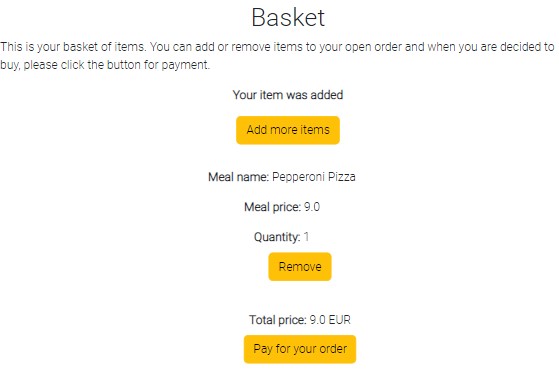 Basket
This is your basket of items. You can add or remove items to your open order and when you are decided to
buy, please click the button for payment.
Your item was added
Add more items
Meal name: Pepperoni Pizza
Meal price: 9.0
Quantity: 1
Remove
Total price: 9.0 EUR
Pay for your order